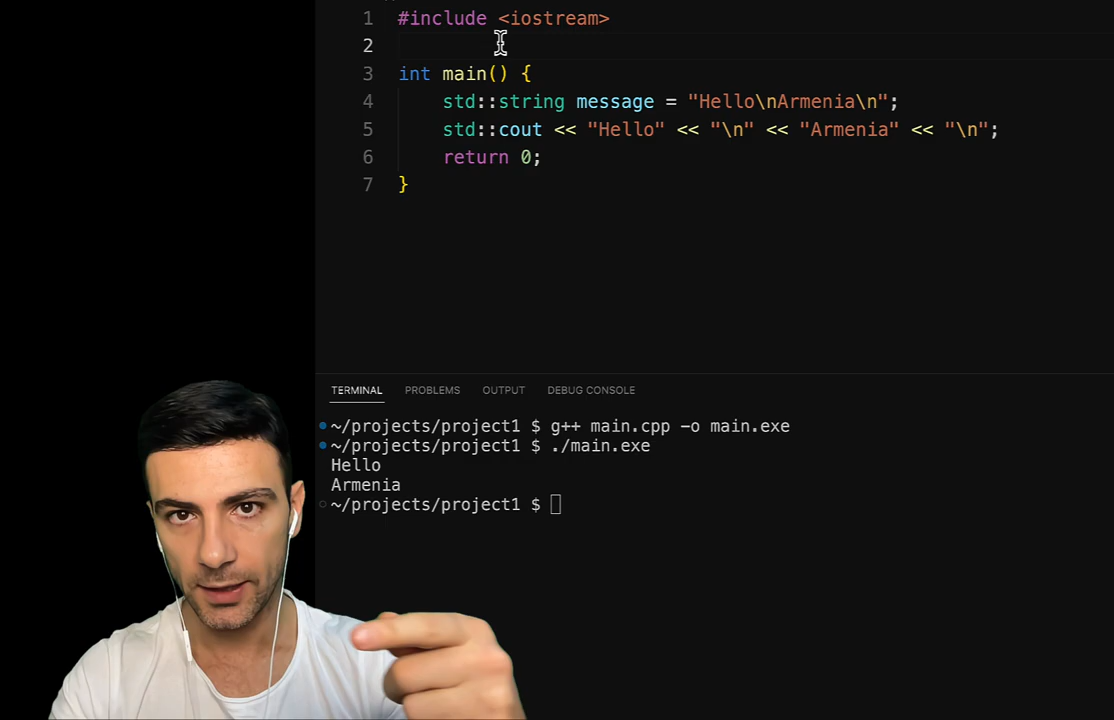 1 #include <iostream>
2
3 int main() {
4 std::string message = "Hello\nArmenia\n";
5 std::cout << "Hello" << "\n" << "Armenia" << "\n";
6 return 0;
7 }
TERMINAL PROBLEMS OUTPUT DEBUG CONSOLE
~/projects/project1 $ g++ main.cpp -o main.exe
~/projects/project1 $ ./main.exe
Hello
Armenia
~/projects/project1 $